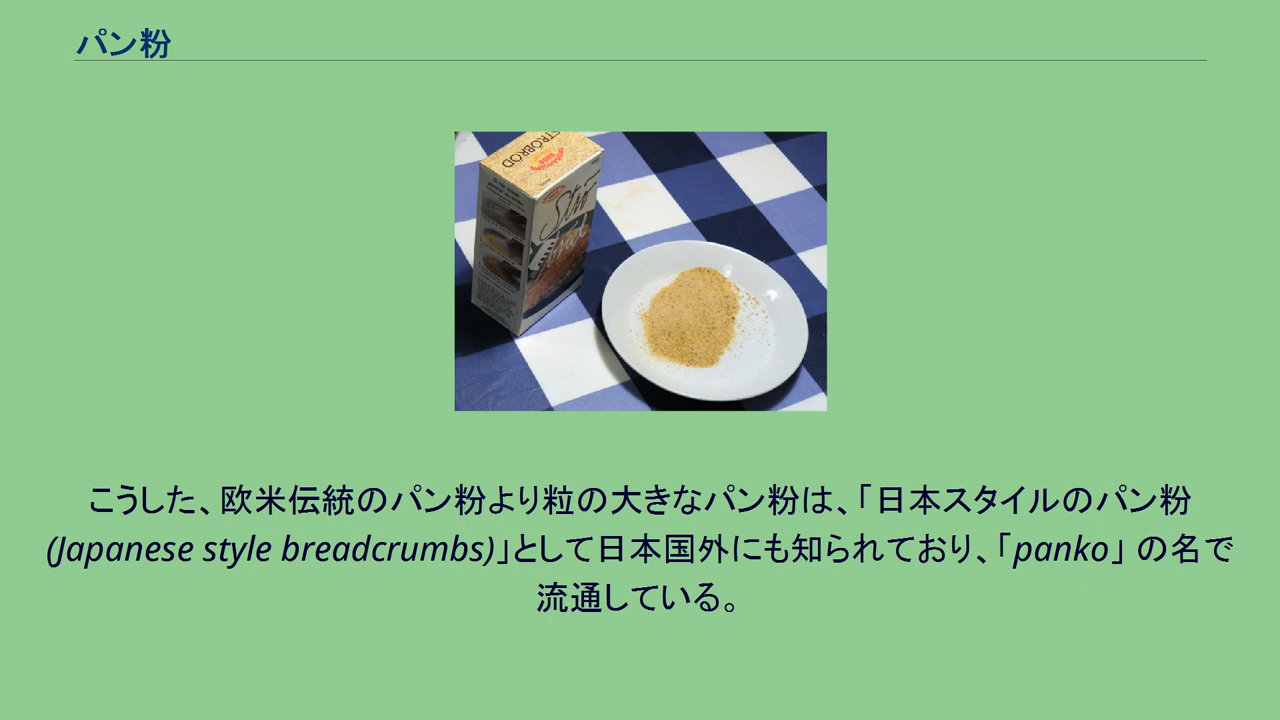 パン粉
STRÖBRÖD
Strö
bröd
こうした、欧米伝統のパン粉より粒の大きなパン粉は、「日本スタイルのパン粉
(Japanese style breadcrumbs)」として日本国外にも知られており、「panko」 の名で
流通している。